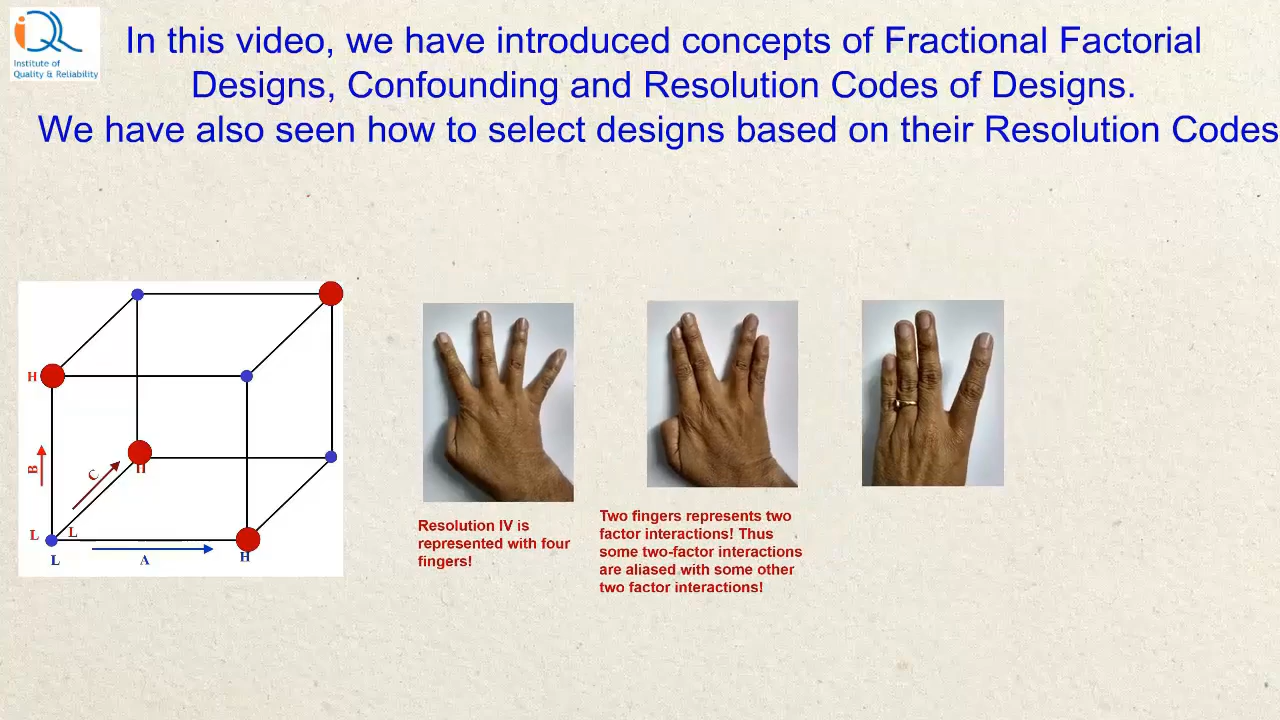 iQR
Institute of
Quality & Reliability
In this video, we have introduced concepts of Fractional Factorial
Designs, Confounding and Resolution Codes of Designs.
We have also seen how to select designs based on their Resolution Codes
H
B
C
H
L
L
L
A
H
Resolution IV is
represented with four
fingers!
Two fingers represents two
factor interactions! Thus
some two-factor interactions
are aliased with some other
two factor interactions!